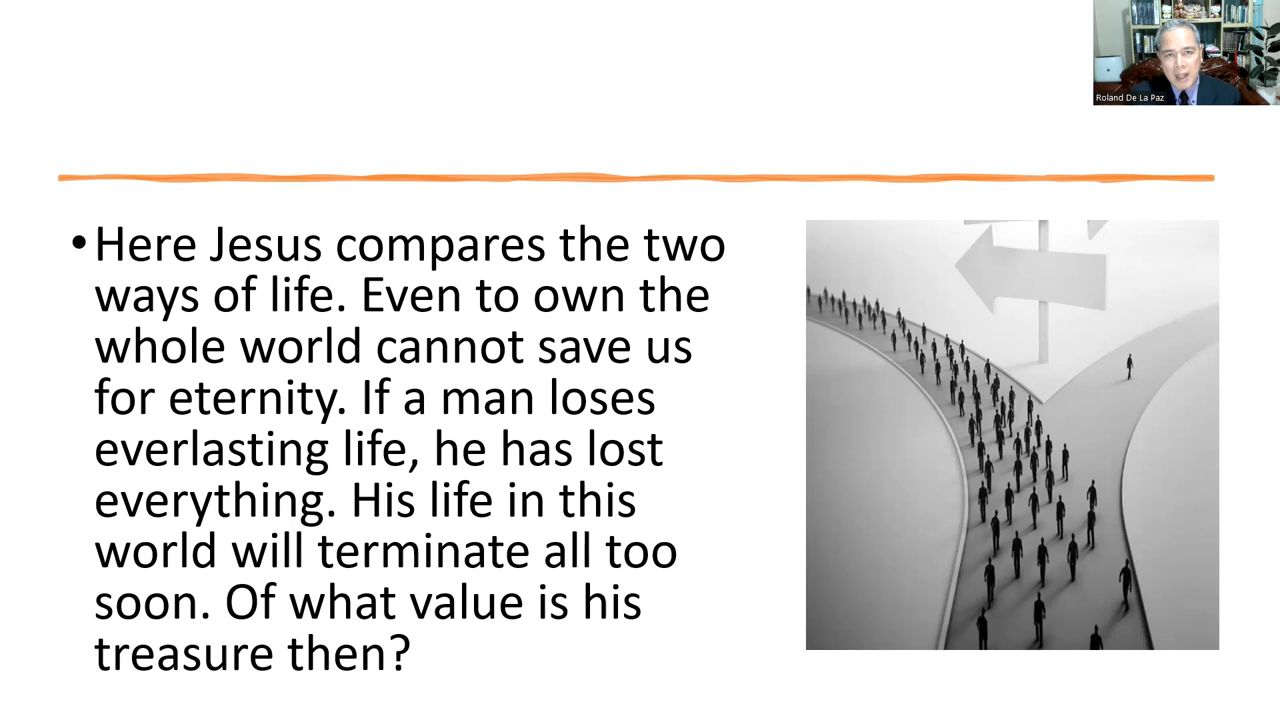 Roland De La Paz
•Here Jesus compares the two
ways of life. Even to own the
whole world cannot save us
for eternity. If a man loses
everlasting life, he has lost
everything. His life in this
world will terminate all too
soon. Of what value is his
treasure then?